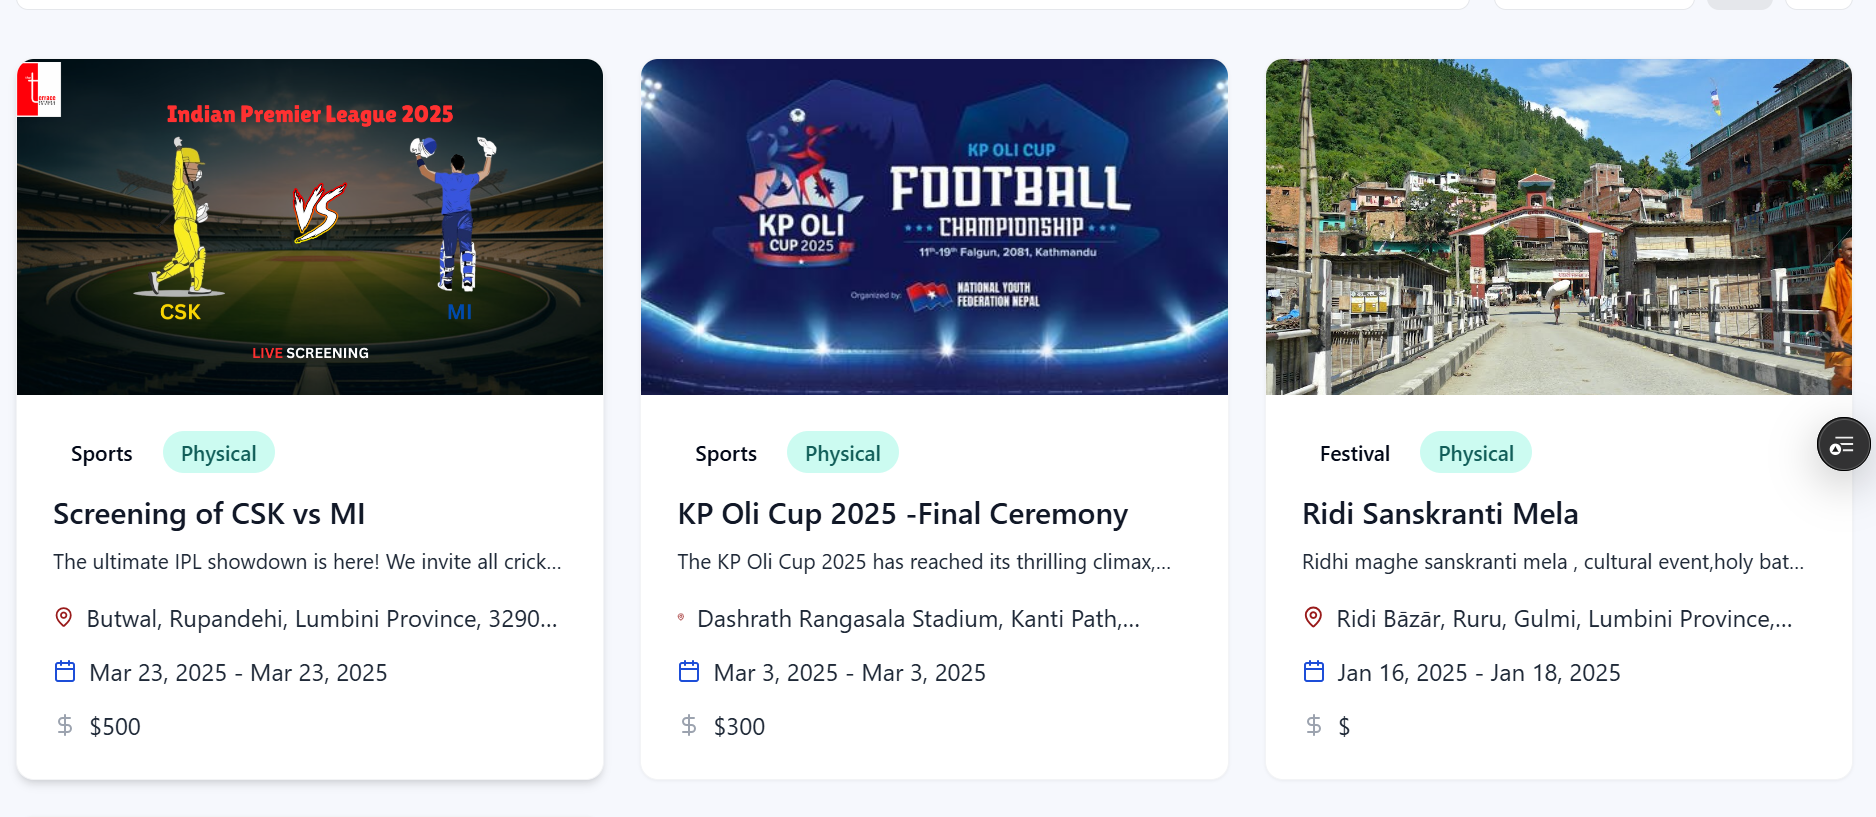 Indian Premier League 2025
VS
CSK
MI
LIVE SCREENING
Sports
Physical
Screening of CSK vs MI
The ultimate IPL showdown is here! We invite all crick...
Butwal, Rupandehi, Lumbini Province, 3290...
Mar 23, 2025 - Mar 23, 2025
$500
KP OLI
CUP 2025
KP OLI CUP
FOOTBALL
CHAMPIONSHIP
11th-19th Falgun, 2081, Kathmandu
Organized by:
NATIONAL YOUTH
FEDERATION NEPAL
Sports
Physical
KP Oli Cup 2025 -Final Ceremony
The KP Oli Cup 2025 has reached its thrilling climax,...
Dashrath Rangasala Stadium, Kanti Path,...
Mar 3, 2025 - Mar 3, 2025
$300
Festival
Physical
Ridi Sanskranti Mela
Ridhi maghe sanskranti mela , cultural event,holy bat...
Ridi Bāzār, Ruru, Gulmi, Lumbini Province,...
Jan 16, 2025 - Jan 18, 2025
$